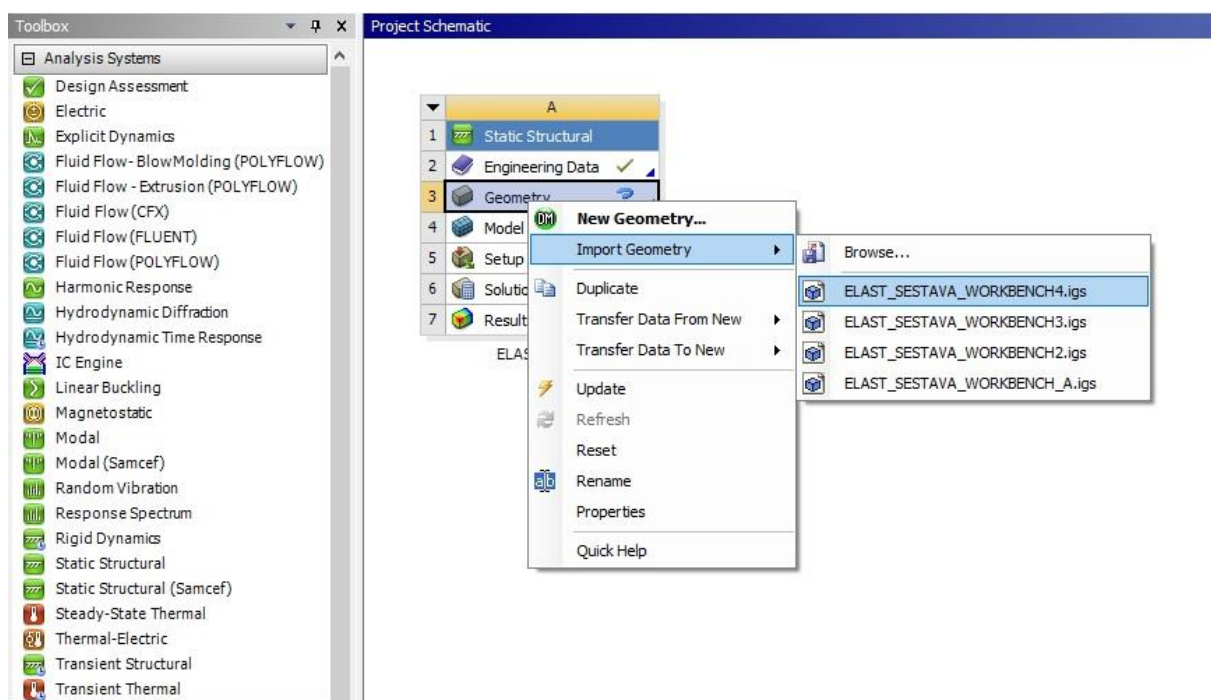 Toolbox
Analysis Systems
Design Assessment
Electric
Explicit Dynamics
Fluid Flow- BlowMolding (POLYFLOW)
Fluid Flow - Extrusion (POLYFLOW)
Fluid Flow (CFX)
Fluid Flow (FLUENT)
Fluid Flow (POLYFLOW)
Harmonic Response
Hydrodynamic Diffraction
Hydrodynamic Time Response
IC Engine
Linear Buckling
Magnetostatic
Modal
Modal (Samcef)
Random Vibration
Response Spectrum
Rigid Dynamics
Static Structural
Static Structural (Samcef)
Steady-State Thermal
Thermal-Electric
Transient Structural
Transient Thermal
Project Schematic
A
1 Static Structural
2 Engineering Data
3 Geometry
4 Model
5 Setup
6 Solutio
7 Result
ELAS
DM New Geometry...
Import Geometry
Duplicate
Transfer Data From New
Transfer Data To New
Update
Refresh
Reset
ab Rename
Properties
Quick Help
Browse...
ELAST_SESTAVA_WORKBENCH4.igs
ELAST_SESTAVA_WORKBENCH3.igs
ELAST_SESTAVA_WORKBENCH2.igs
ELAST_SESTAVA_WORKBENCH_A.igs